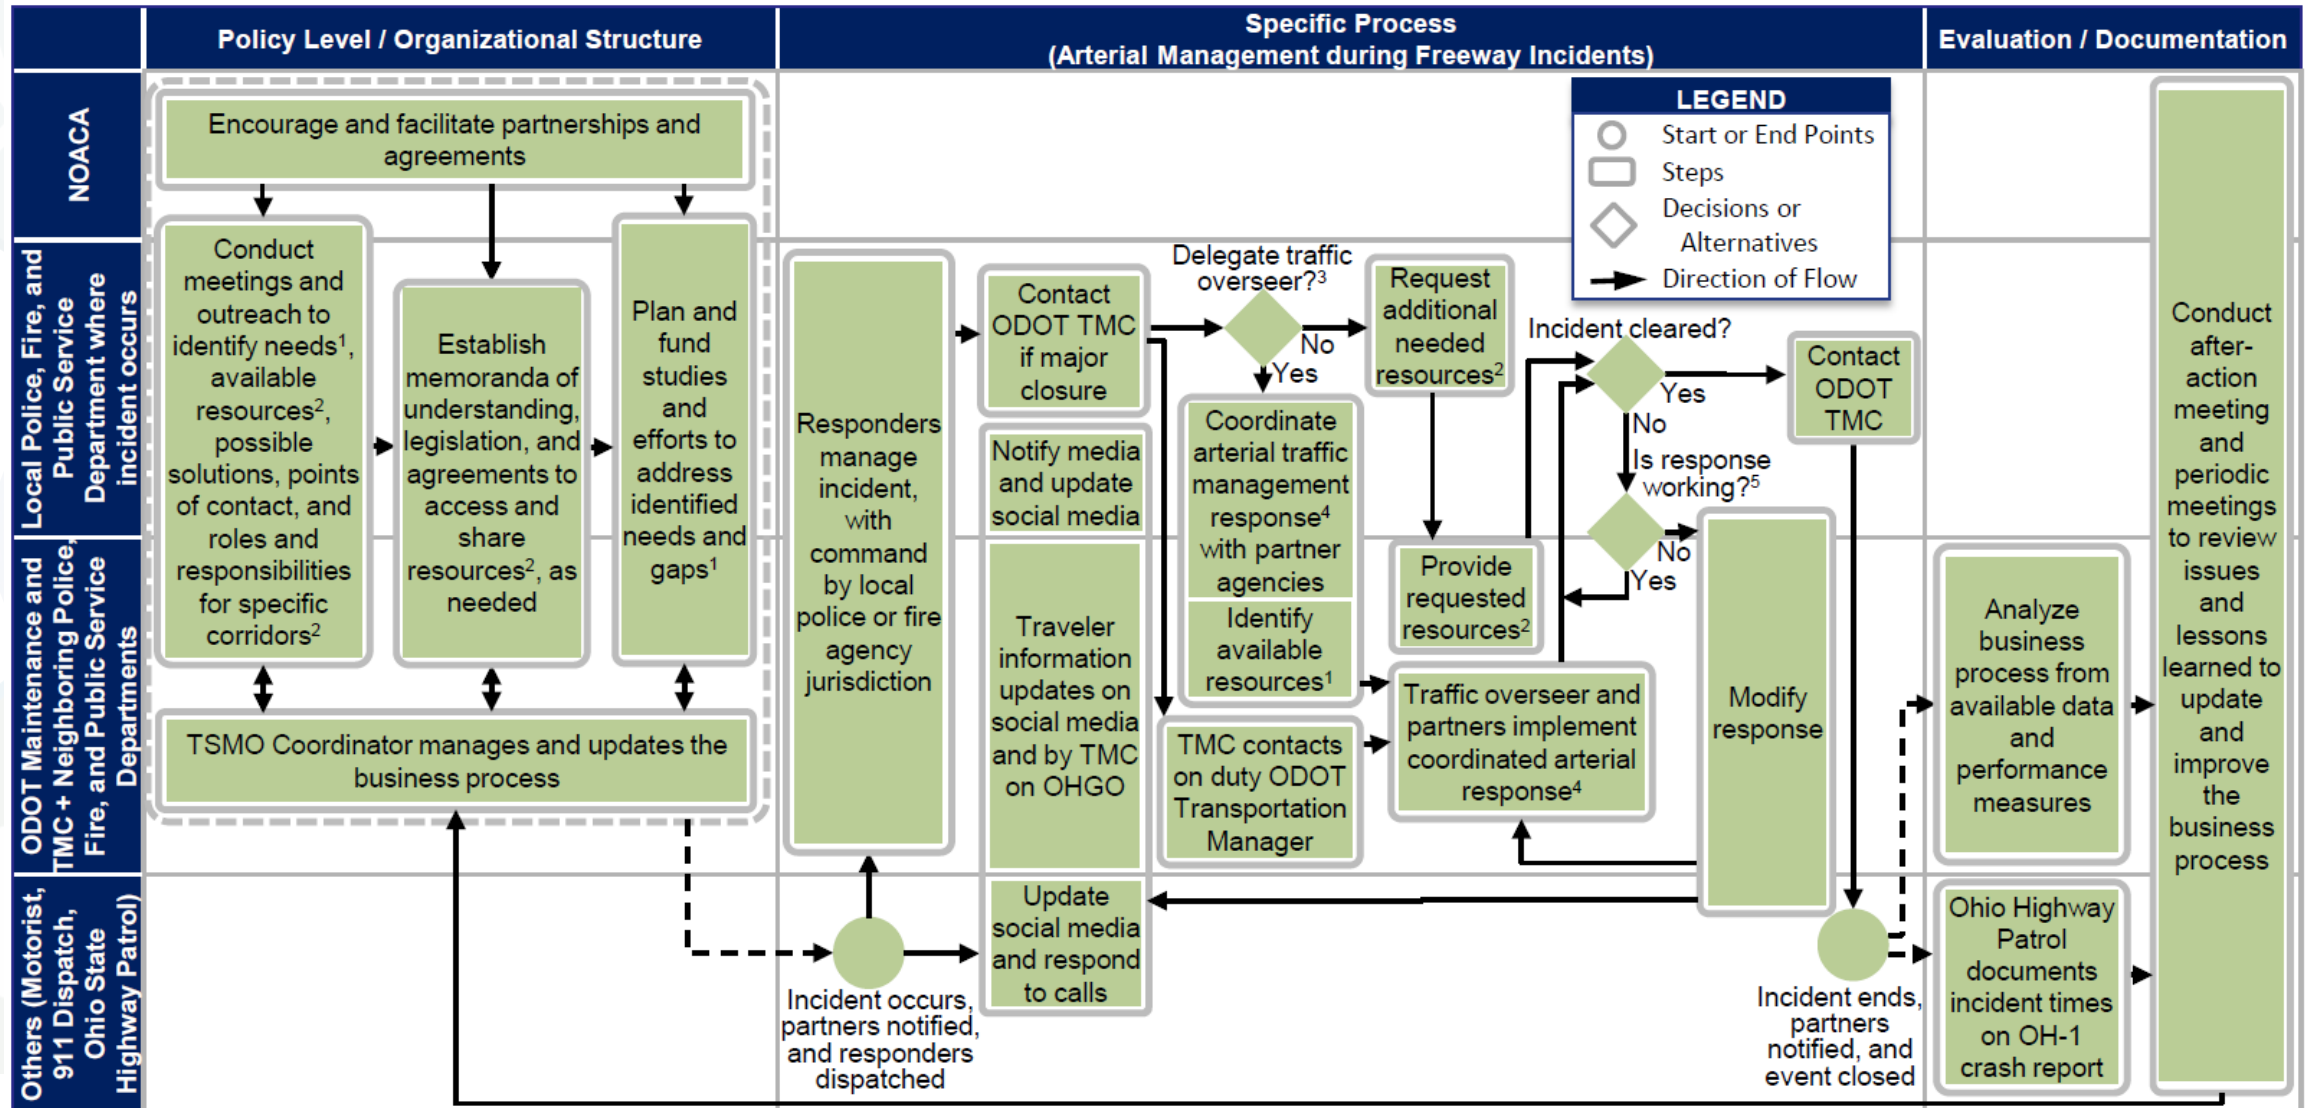 Policy Level / Organizational Structure
Specific Process
(Arterial Management during Freeway Incidents)
Evaluation / Documentation
NOACA
Local Police, Fire, and
Public Service
Department where
incident occurs
ODOT Maintenance and
TMC + Neighboring Police,
Fire, and Public Service
Departments
Others (Motorist,
911 Dispatch,
Ohio State
Highway Patrol)
Encourage and facilitate partnerships and
agreements
Conduct
meetings and
outreach to
identify needs¹,
available
resources²,
possible
solutions, points
of contact, and
roles and
responsibilities
for specific
corridors²
Establish
memoranda of
understanding,
legislation, and
agreements to
access and
share
resources², as
needed
Plan and
fund
studies
and
efforts to
address
identified
needs and
gaps¹
TSMO Coordinator manages and updates the
business process
Responders
manage
incident,
with
command
by local
police or fire
agency
jurisdiction
Incident occurs,
partners notified,
and responders
dispatched
Contact
ODOT TMC
if major
closure
Notify media
and update
social media
Traveler
information
updates on
social media
and by TMC
on OHGO
Update
social media
and respond
to calls
Delegate traffic
overseer?³
No
Yes
Coordinate
arterial traffic
management
response⁴
with partner
agencies
Identify
available
resources¹
TMC contacts
on duty ODOT
Transportation
Manager
Request
additional
needed
resources²
Provide
requested
resources²
Traffic overseer and
partners implement
coordinated arterial
response⁴
LEGEND
Start or End Points
Steps
Decisions or
Alternatives
Direction of Flow
Incident cleared?
Yes
No
Is response
working?⁵
No
Yes
Modify
response
Contact
ODOT
TMC
Incident ends,
partners
notified, and
event closed
Analyze
business
process from
available data
and
performance
measures
Ohio Highway
Patrol
documents
incident times
on OH-1
crash report
Conduct
after-
action
meeting
and
periodic
meetings
to review
issues
and
lessons
learned to
update
and
improve
the
business
process